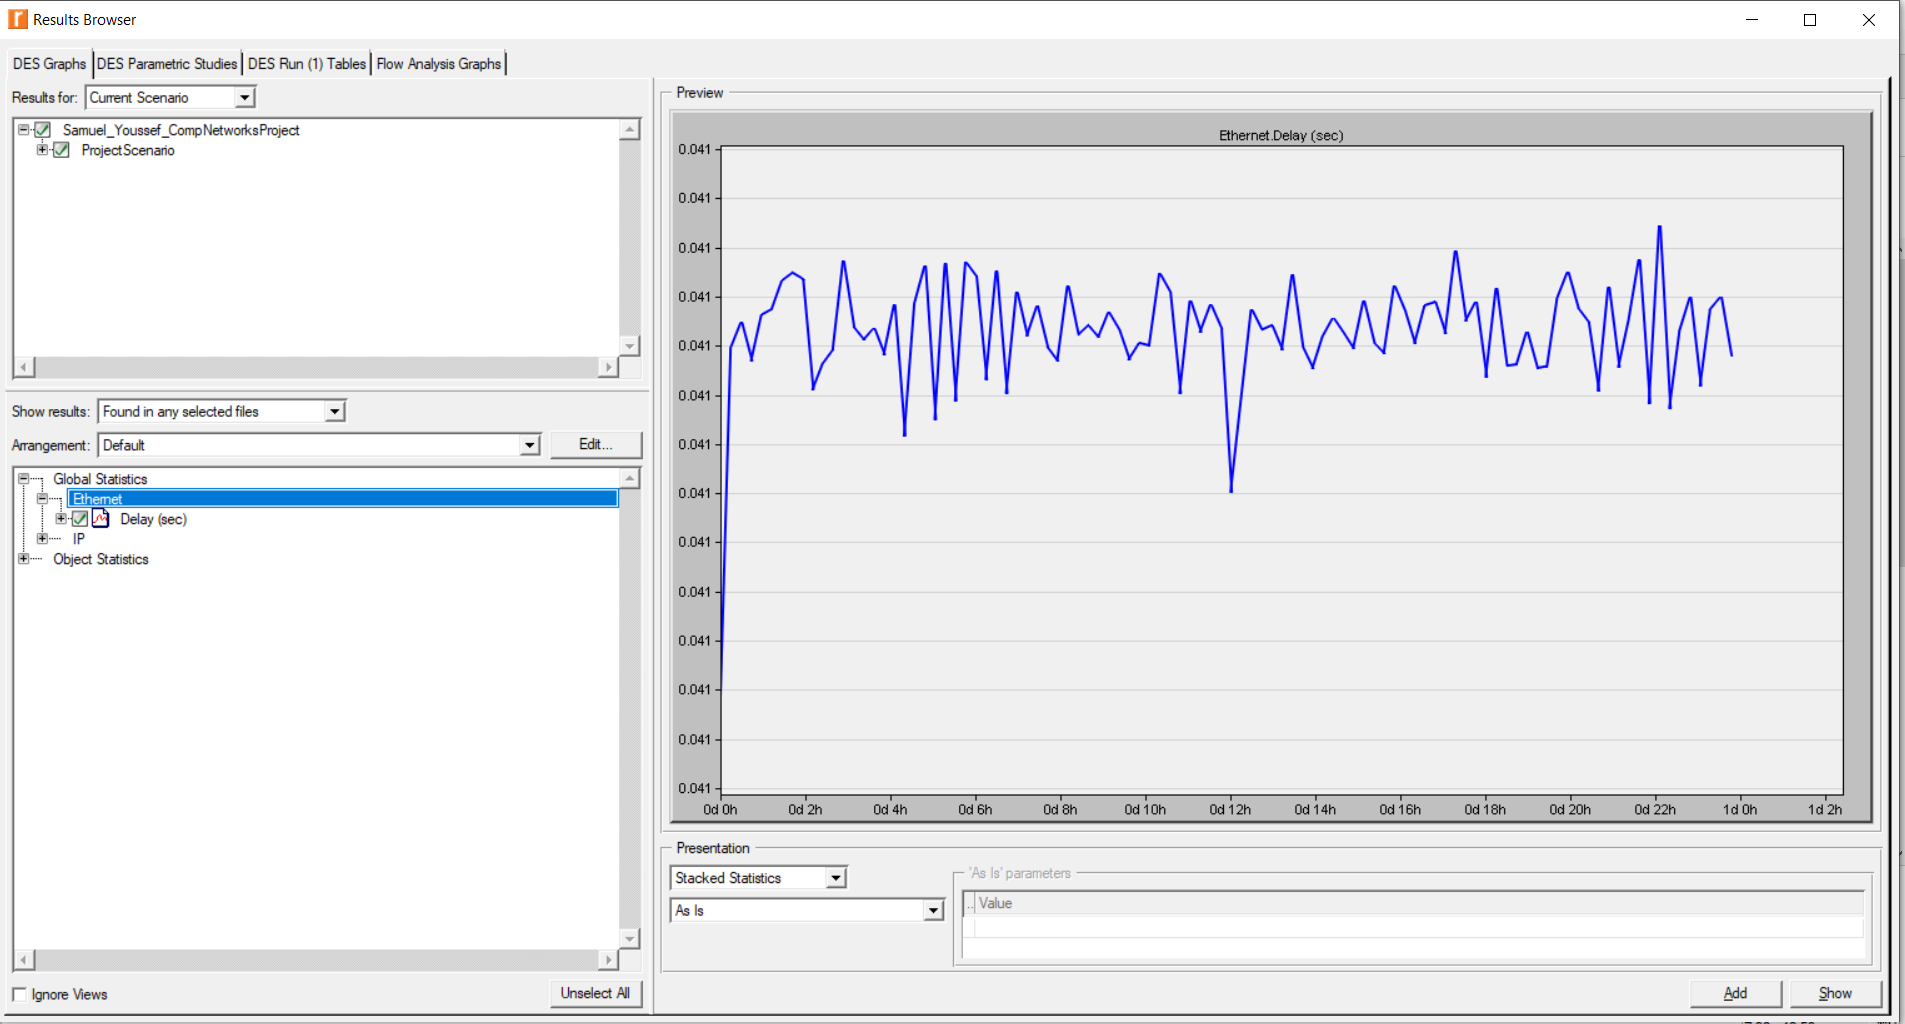 Results Browser
DES Graphs DES Parametric Studies DES Run (1) Tables Flow Analysis Graphs
Results for: Current Scenario
Samuel_Youssef_CompNetworksProject
ProjectScenario
Show results: Found in any selected files
Arrangement: Default Edit...
Global Statistics
Ethernet
Delay (sec)
IP
Object Statistics
Ignore Views Unselect All
Preview
Ethernet.Delay (sec)
0.041
0.041
0.041
0.041
0.041
0.041
0.041
0.041
0.041
0.041
0.041
0.041
0.041
0.041
0d 0h 0d 2h 0d 4h 0d 6h 0d 8h 0d 10h 0d 12h 0d 14h 0d 16h 0d 18h 0d 20h 0d 22h 1d 0h 1d 2h
Presentation
Stacked Statistics
As Is
'As Is' parameters
.. Value
Add Show